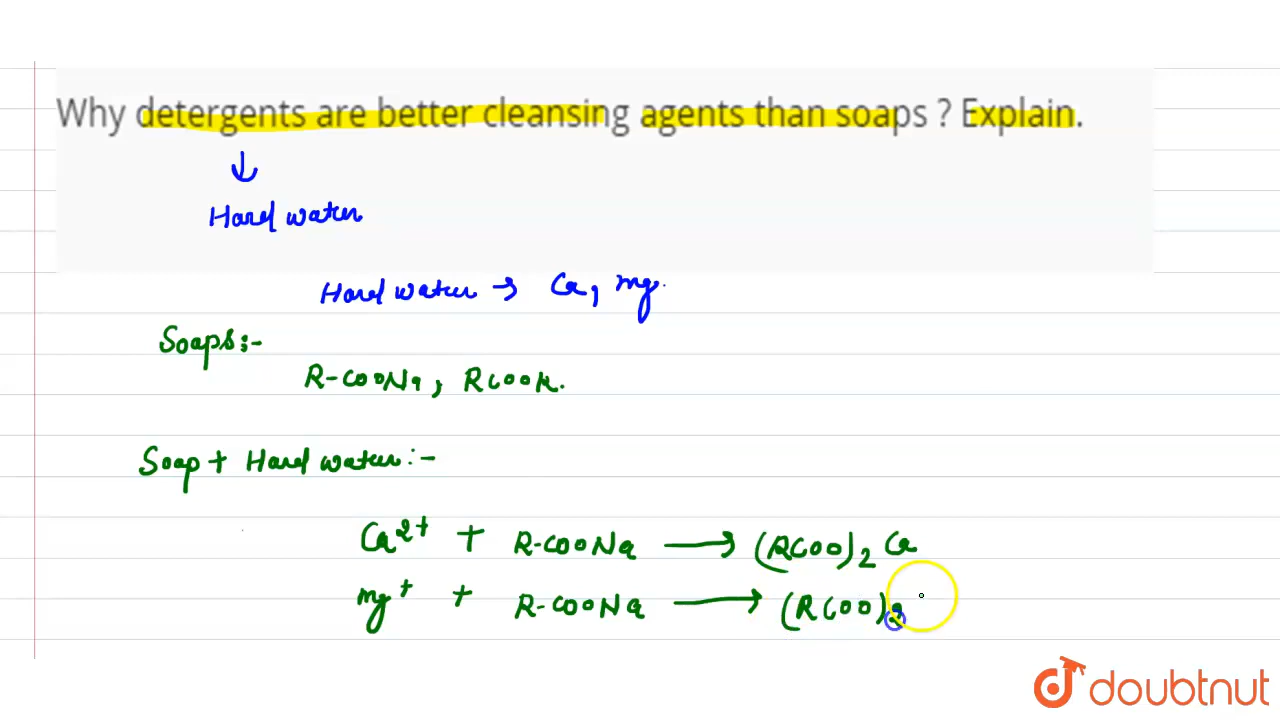 Why detergents are better cleansing agents than soaps ? Explain.
↓
Hard water
Hard water → Ca, mg.
Soaps:-
R-COONa, RCOOK.
Soap + Hard water:-
Ca²⁺ + R-COONa ⟶ (RCOO)₂ Ca
mg⁺ + R-COONa ⟶ (RCOO)₂
doubtnut